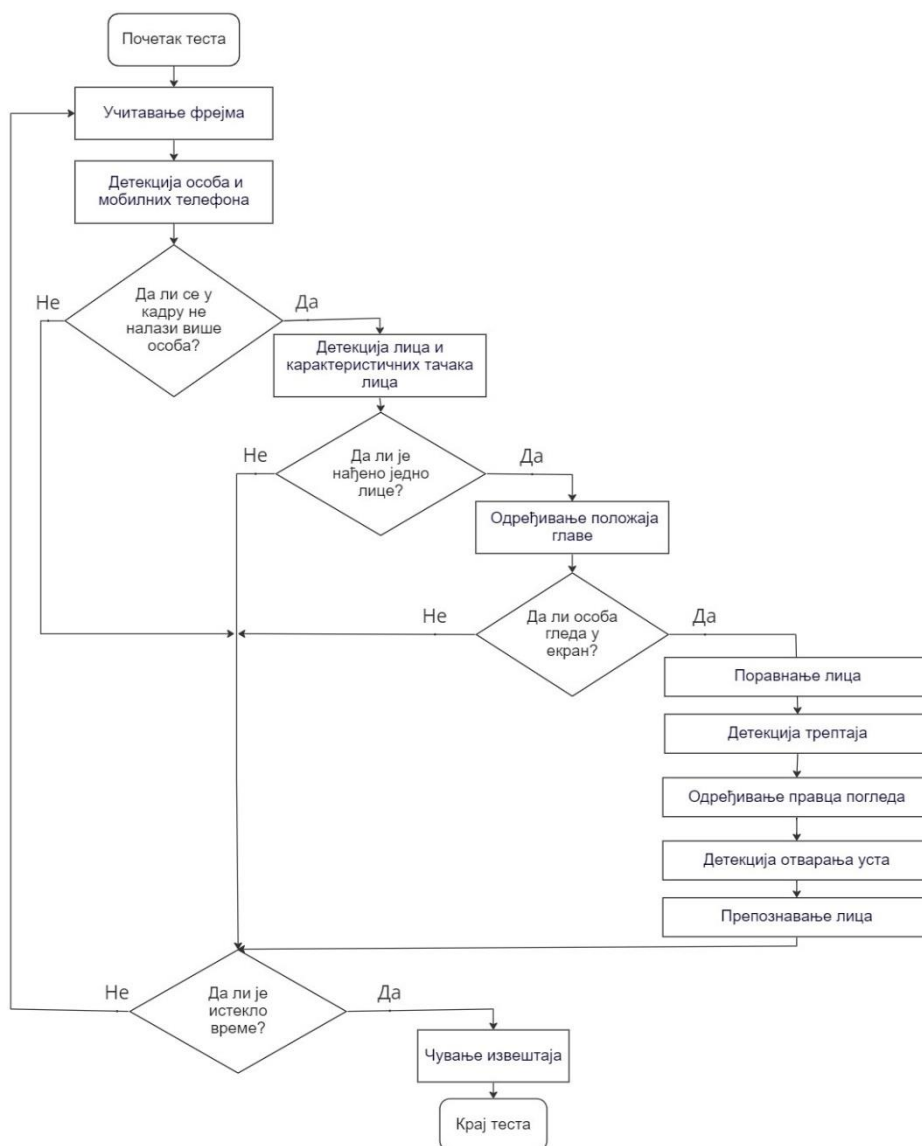 Почетак теста
Учитавање фрејма
Детекција особа и
мобилних телефона
Не
Да ли се у
кадру не
налази више
особа?
Да
Детекција лица и
карактеристичних тачака
лица
Не
Да ли је
нађено једно
лице?
Да
Одређивање положаја
главе
Не
Да ли особа
гледа у
екран?
Да
Поравнање лица
Детекција трептаја
Одређивање правца погледа
Детекција отварања уста
Препознавање лица
Не
Да ли је
истекло
време?
Да
Чување извештаја
Крај теста